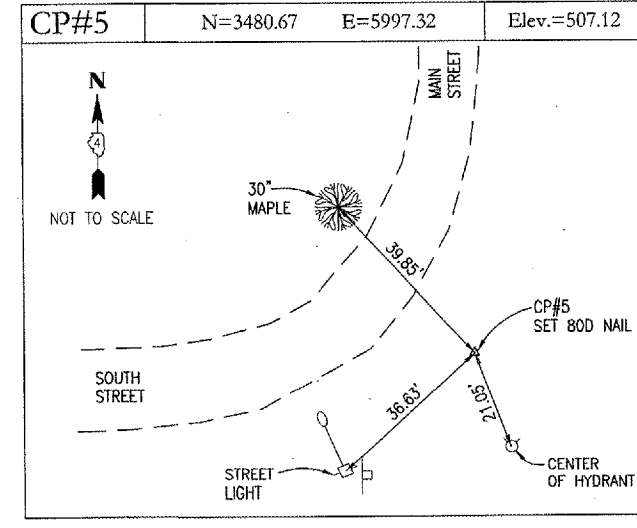 CP#5 N=3480.67 E=5997.32 Elev.=507.12
N
4
NOT TO SCALE
MAIN
STREET
30"
MAPLE
39.85'
CP#5
SET 80D NAIL
SOUTH
STREET
36.63'
21.05'
STREET
LIGHT
CENTER
OF HYDRANT